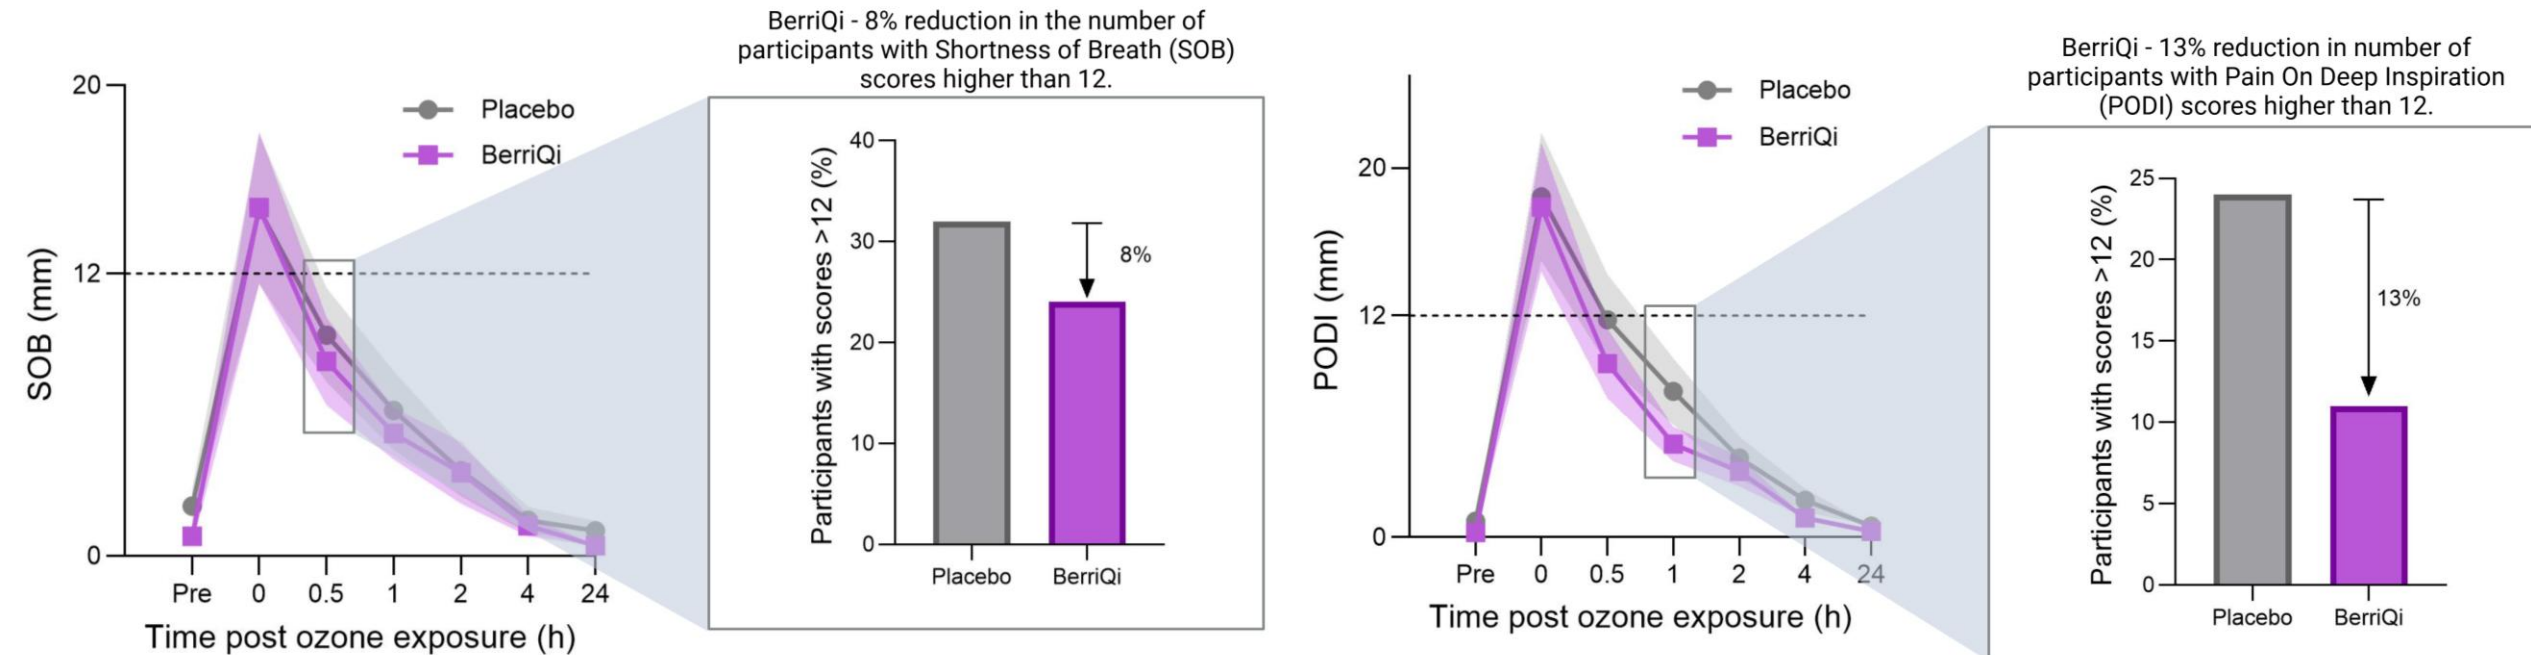 BerriQi - 8% reduction in the number of
participants with Shortness of Breath (SOB)
scores higher than 12.
20
12
0
SOB (mm)
Placebo
BerriQi
Pre 0 0.5 1 2 4 24
Time post ozone exposure (h)
Participants with scores >12 (%)
40
30
20
10
0
8%
Placebo BerriQi
BerriQi - 13% reduction in number of
participants with Pain On Deep Inspiration
(PODI) scores higher than 12.
20
12
0
PODI (mm)
Placebo
BerriQi
Pre 0 0.5 1 2 4 24
Time post ozone exposure (h)
Participants with scores >12 (%)
25
20
15
10
5
0
13%
Placebo BerriQi